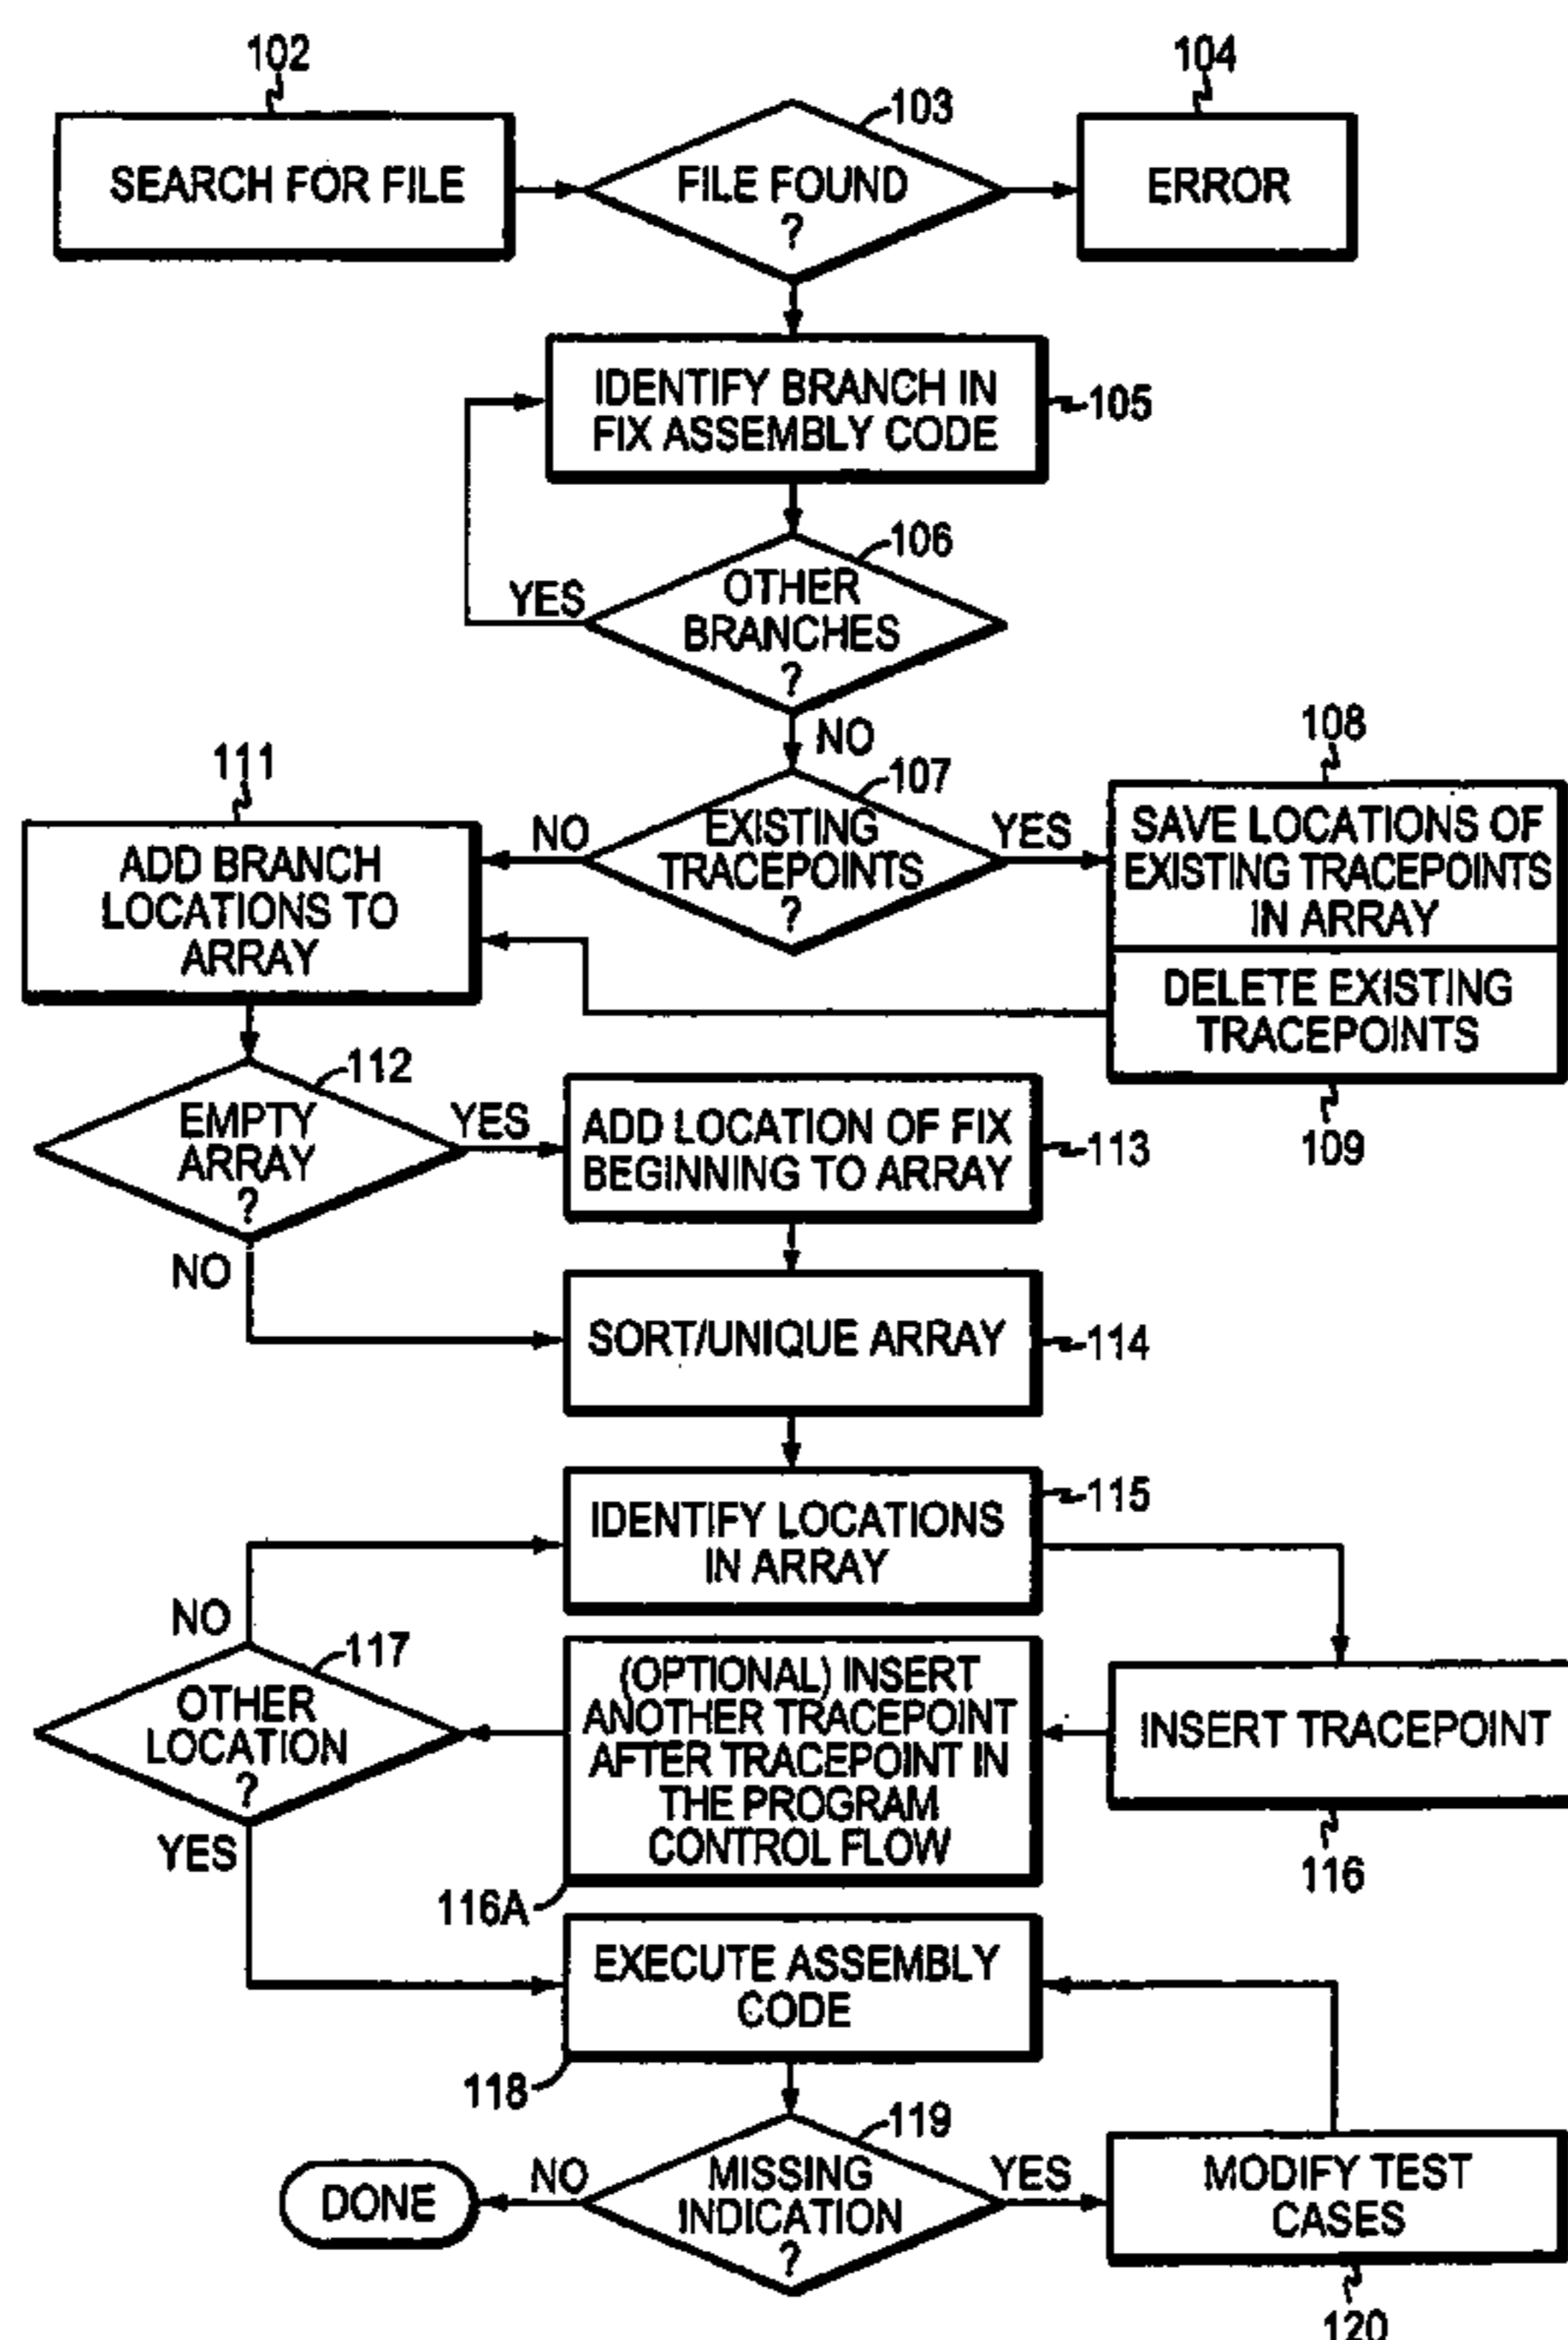 102
SEARCH FOR FILE
103
FILE FOUND
?
104
ERROR
IDENTIFY BRANCH IN
FIX ASSEMBLY CODE
105
106
OTHER
BRANCHES
?
YES
NO
107
EXISTING
TRACEPOINTS
?
NO
YES
108
SAVE LOCATIONS OF
EXISTING TRACEPOINTS
IN ARRAY
DELETE EXISTING
TRACEPOINTS
109
111
ADD BRANCH
LOCATIONS TO
ARRAY
112
EMPTY
ARRAY
?
YES
NO
ADD LOCATION OF FIX
BEGINNING TO ARRAY
113
SORT/UNIQUE ARRAY
114
IDENTIFY LOCATIONS
IN ARRAY
115
INSERT TRACEPOINT
116
(OPTIONAL) INSERT
ANOTHER TRACEPOINT
AFTER TRACEPOINT IN
THE PROGRAM
CONTROL FLOW
116A
117
OTHER
LOCATION
?
NO
YES
EXECUTE ASSEMBLY
CODE
118
119
MISSING
INDICATION
?
NO
YES
DONE
MODIFY TEST
CASES
120